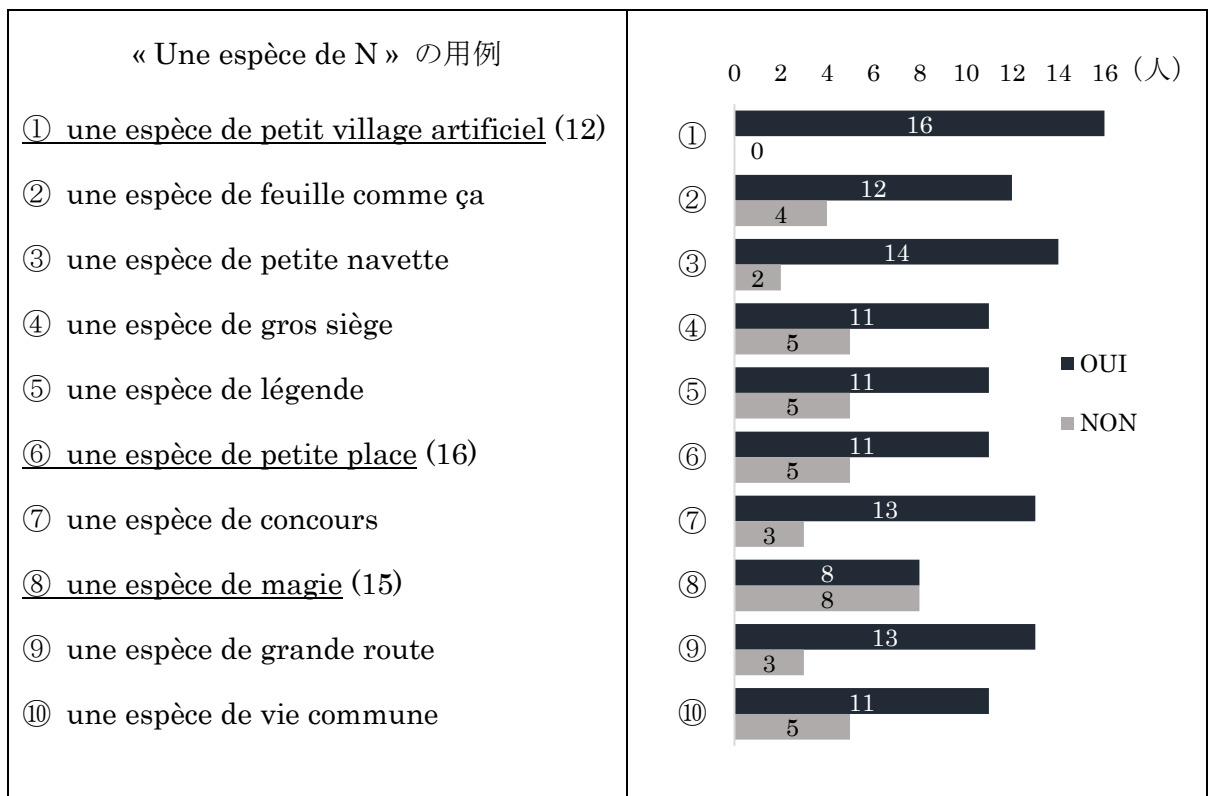 « Une espèce de N » の用例
① une espèce de petit village artificiel (12)
② une espèce de feuille comme ça
③ une espèce de petite navette
④ une espèce de gros siège
⑤ une espèce de légende
⑥ une espèce de petite place (16)
⑦ une espèce de concours
⑧ une espèce de magie (15)
⑨ une espèce de grande route
⑩ une espèce de vie commune
0 2 4 6 8 10 12 14 16 (人)
① 16
0
② 12
4
③ 14
2
④ 11
5
⑤ 11
5
⑥ 11
5
⑦ 13
3
⑧ 8
8
⑨ 13
3
⑩ 11
5
OUI
NON